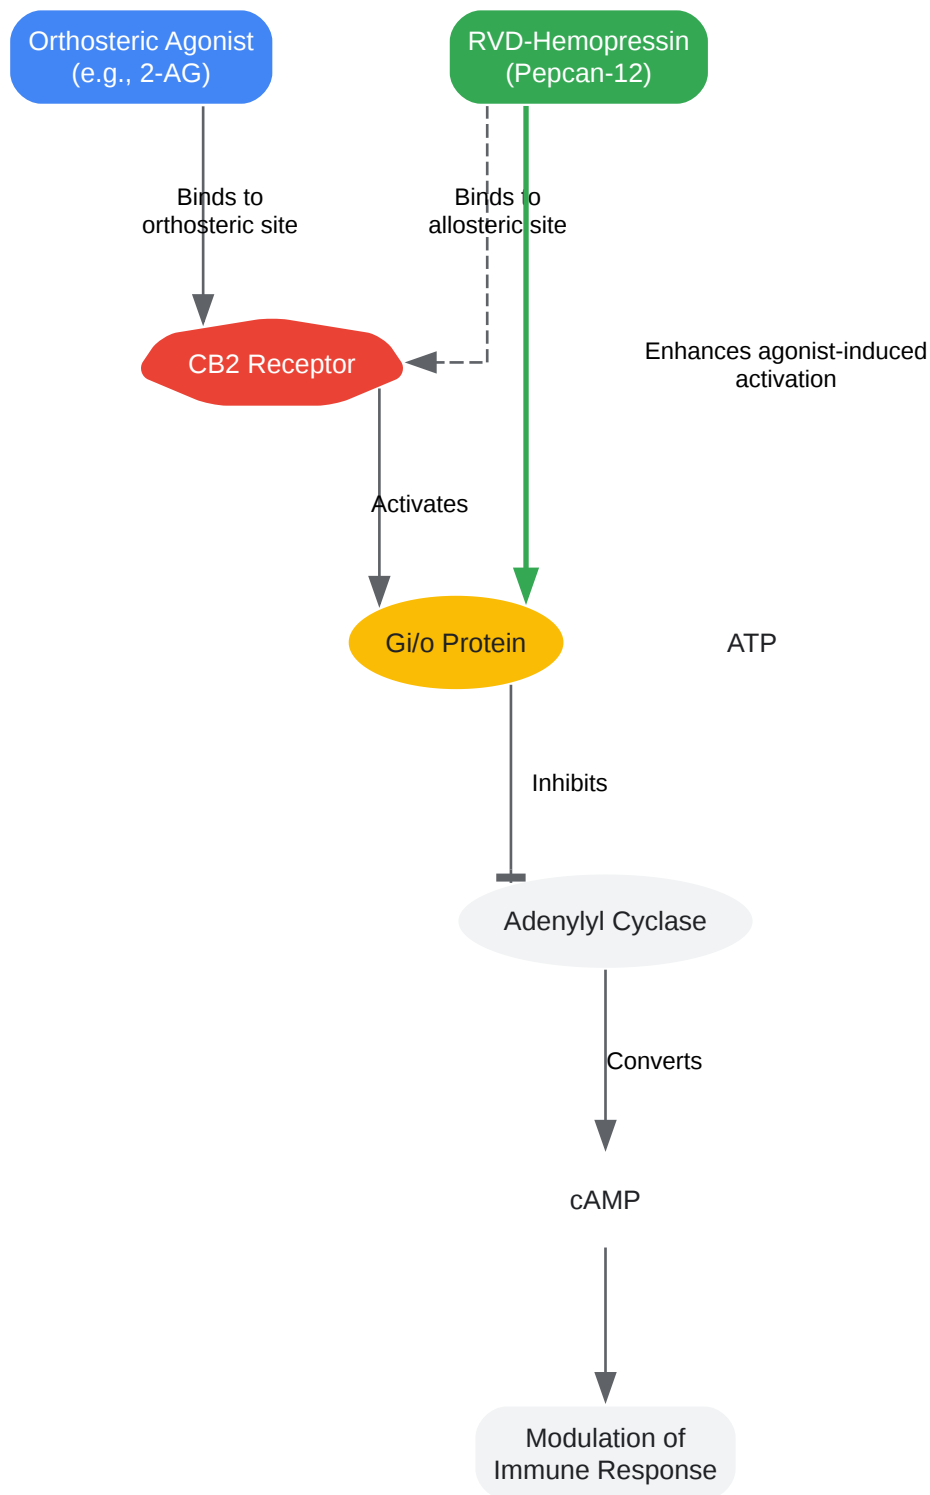 Orthosteric Agonist
(e.g., 2-AG)
RVD-Hemopressin
(Pepcan-12)
Binds to
orthosteric site
Binds to
allosteric site
CB2 Receptor
Enhances agonist-induced
activation
Activates
Gi/o Protein
ATP
Inhibits
Adenylyl Cyclase
Converts
cAMP
Modulation of
Immune Response